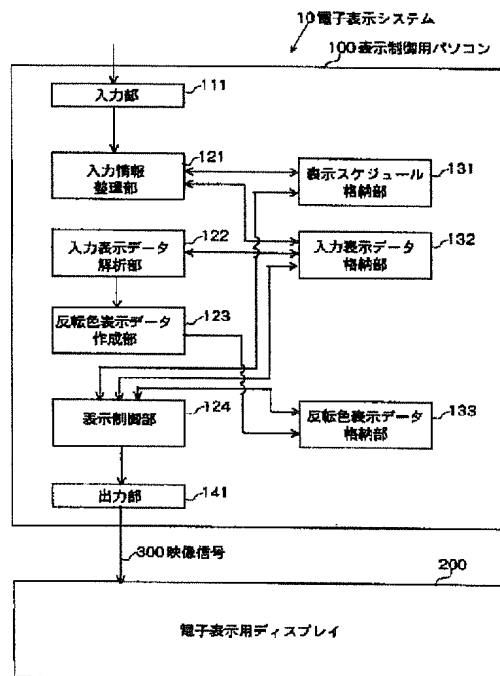 10電子表示システム
100表示制御用パソコン
入力部
111
入力情報
整理部
121
表示スケジュール
格納部
131
入力表示データ
解析部
122
入力表示データ
格納部
132
反転色表示データ
作成部
123
表示制御部
124
反転色表示データ
格納部
133
出力部
141
300映像信号
200
電子表示用ディスプレイ